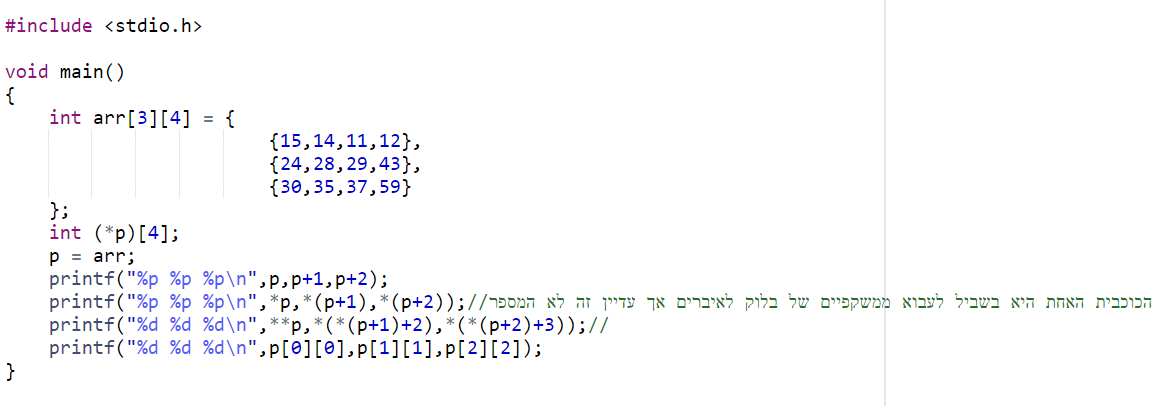 #include <stdio.h>
void main()
{
int arr[3][4] = {
{15,14,11,12},
{24,28,29,43},
{30,35,37,59}
};
int (*p)[4];
p = arr;
printf("%p %p %p\n",p,p+1,p+2);
printf("%p %p %p\n",*p,*(p+1),*(p+2));//הכוכבית האחת היא בשביל לעבוא ממשקפיים של בלוק לאיברים אך עדיין זה לא המספר
printf("%d %d %d\n",**p,*(*(p+1)+2),*(*(p+2)+3));//
printf("%d %d %d\n",p[0][0],p[1][1],p[2][2]);
}